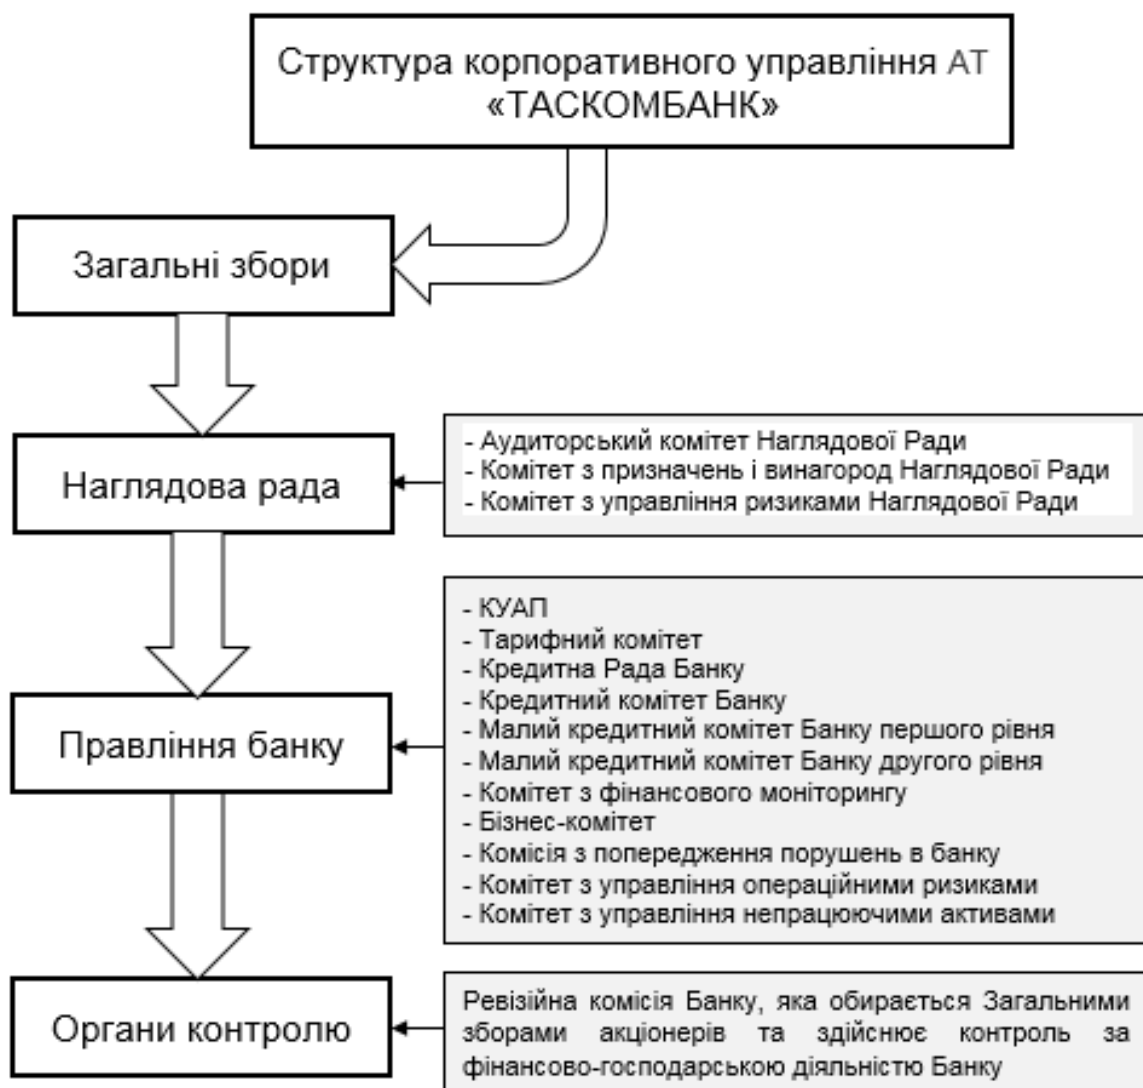 Структура корпоративного управління АТ
«ТАСКОМБАНК»
Загальні збори
Наглядова рада
- Аудиторський комітет Наглядової Ради
- Комітет з призначень і винагород Наглядової Ради
- Комітет з управління ризиками Наглядової Ради
Правління банку
- КУАП
- Тарифний комітет
- Кредитна Рада Банку
- Кредитний комітет Банку
- Малий кредитний комітет Банку першого рівня
- Малий кредитний комітет Банку другого рівня
- Комітет з фінансового моніторингу
- Бізнес-комітет
- Комісія з попередження порушень в банку
- Комітет з управління операційними ризиками
- Комітет з управління непрацюючими активами
Органи контролю
Ревізійна комісія Банку, яка обирається Загальними
зборами акціонерів та здійснює контроль за
фінансово-господарською діяльністю Банку